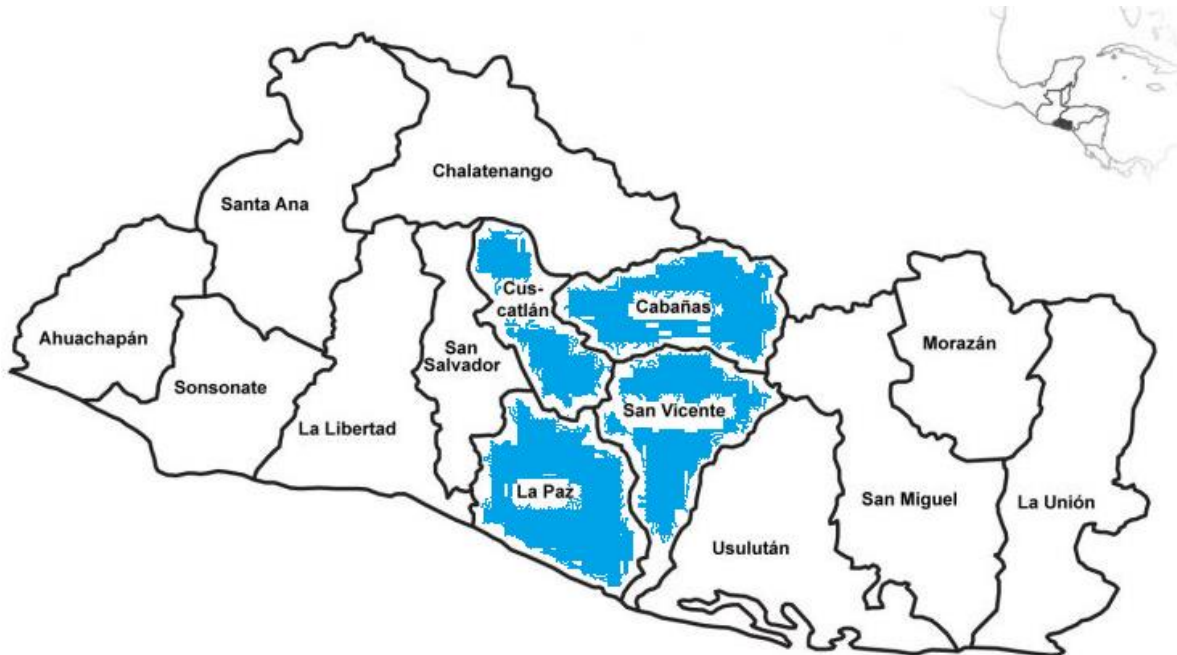 Chalatenango
Santa Ana
Cus-
catlán
Cabañas
Ahuachapán
Morazán
San
Salvador
Sonsonate
San Vicente
La Libertad
La Paz
San Miguel
La Unión
Usulután